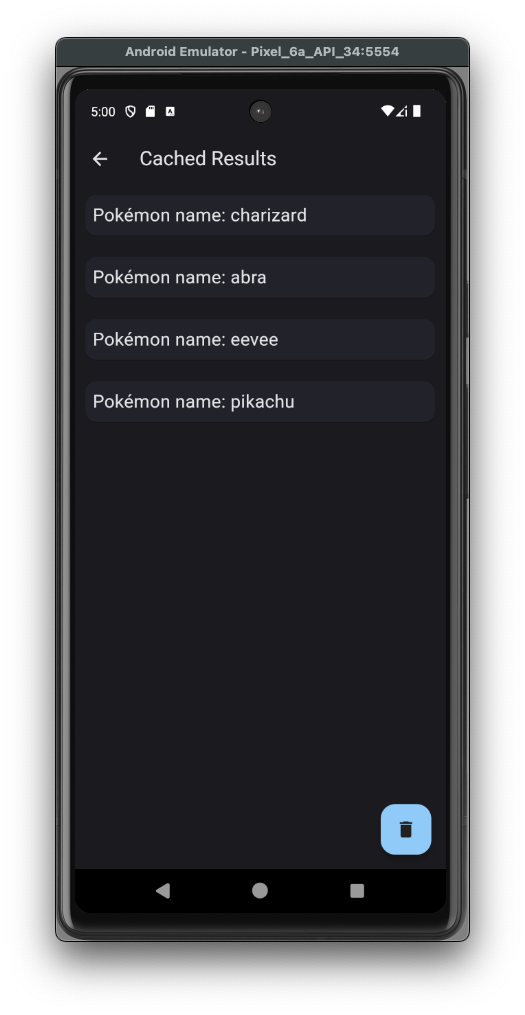 Android Emulator - Pixel_6a_API_34:5554
5:00
Cached Results
Pokémon name: charizard
Pokémon name: abra
Pokémon name: eevee
Pokémon name: pikachu